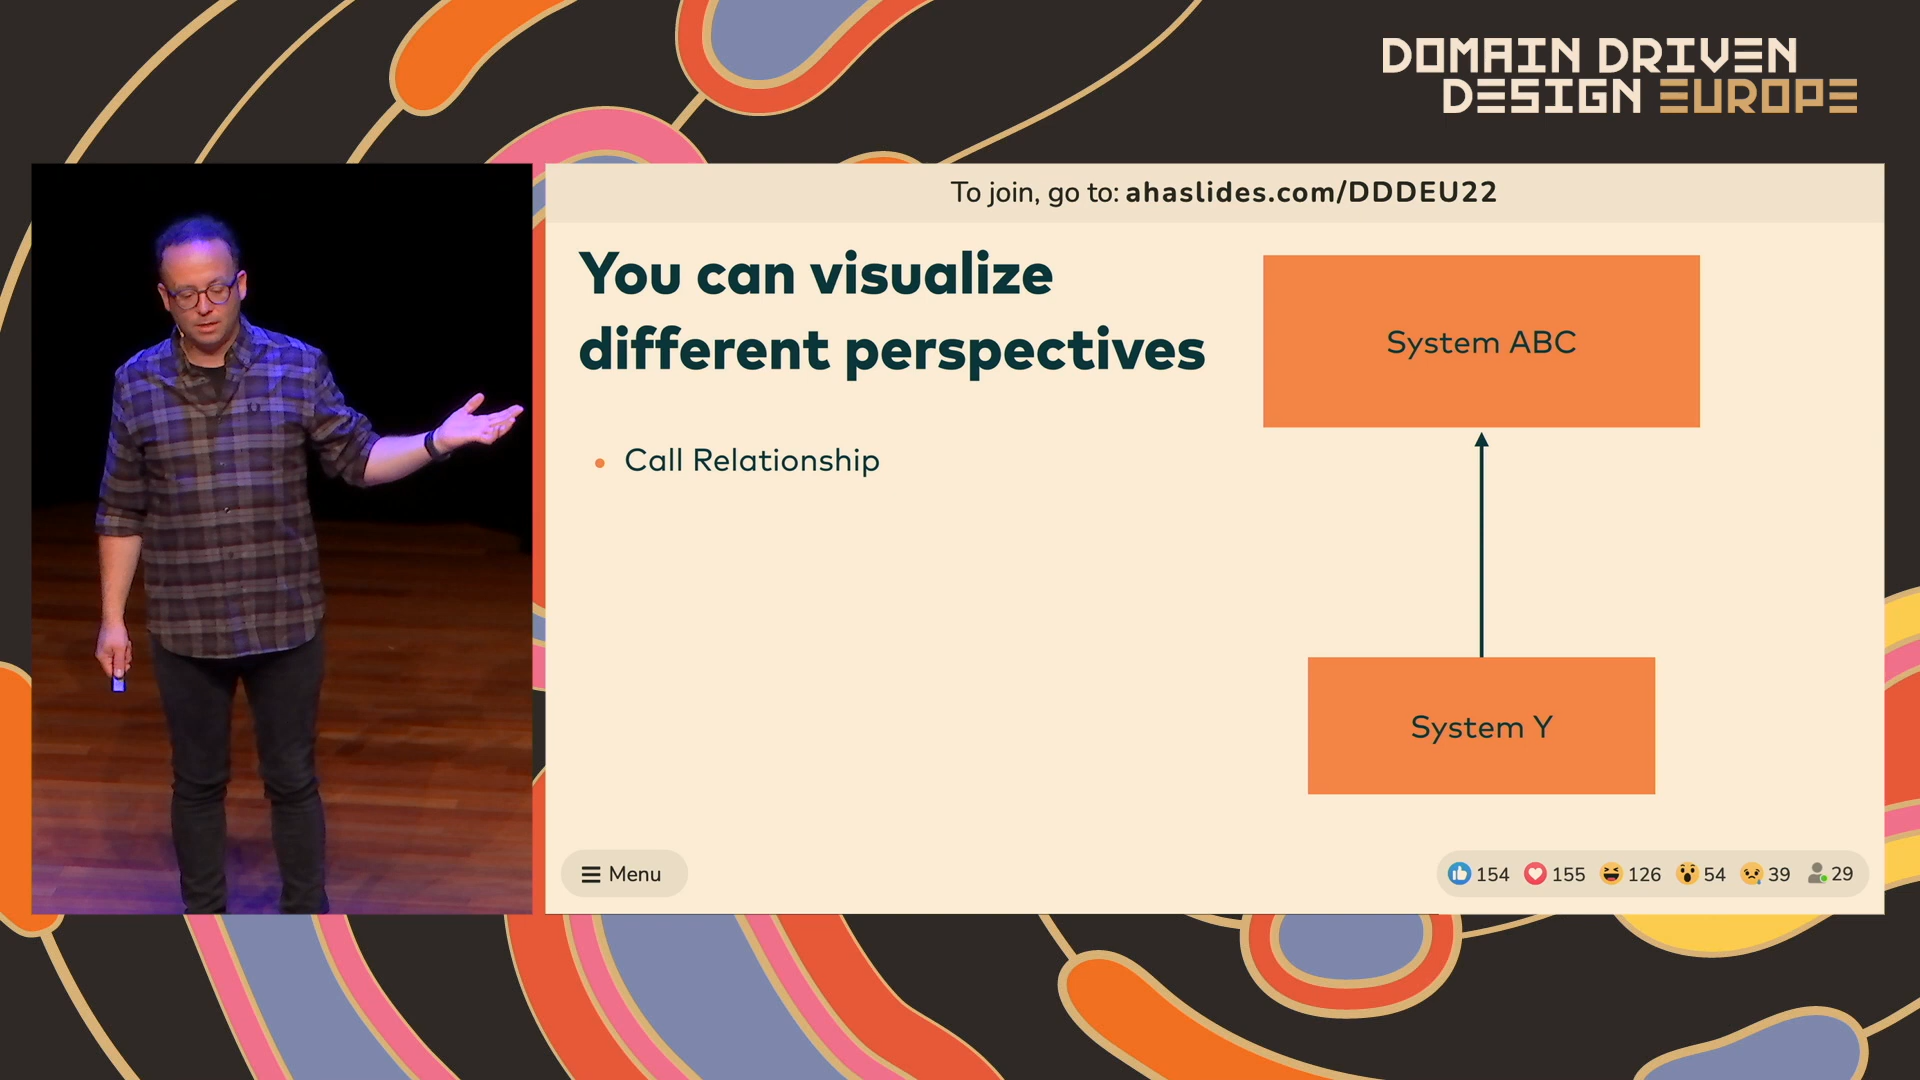 DOMAIN DRIVEN
DESIGN EUROPE
To join, go to: ahaslides.com/DDDEU22
You can visualize
different perspectives
• Call Relationship
System ABC
System Y
Menu
154 155 126 54 39 29